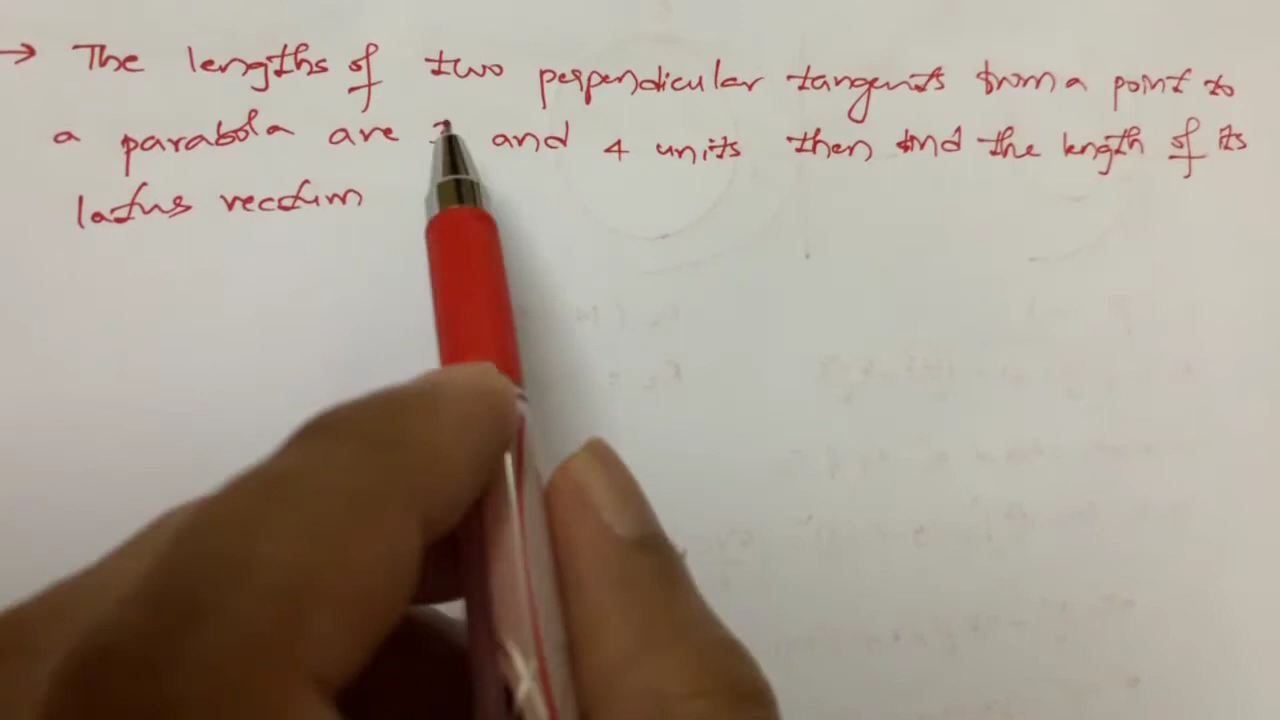 → The lengths of two perpendicular tangents from a point to
a parabola are and 4 units then find the length of its
latus rectum